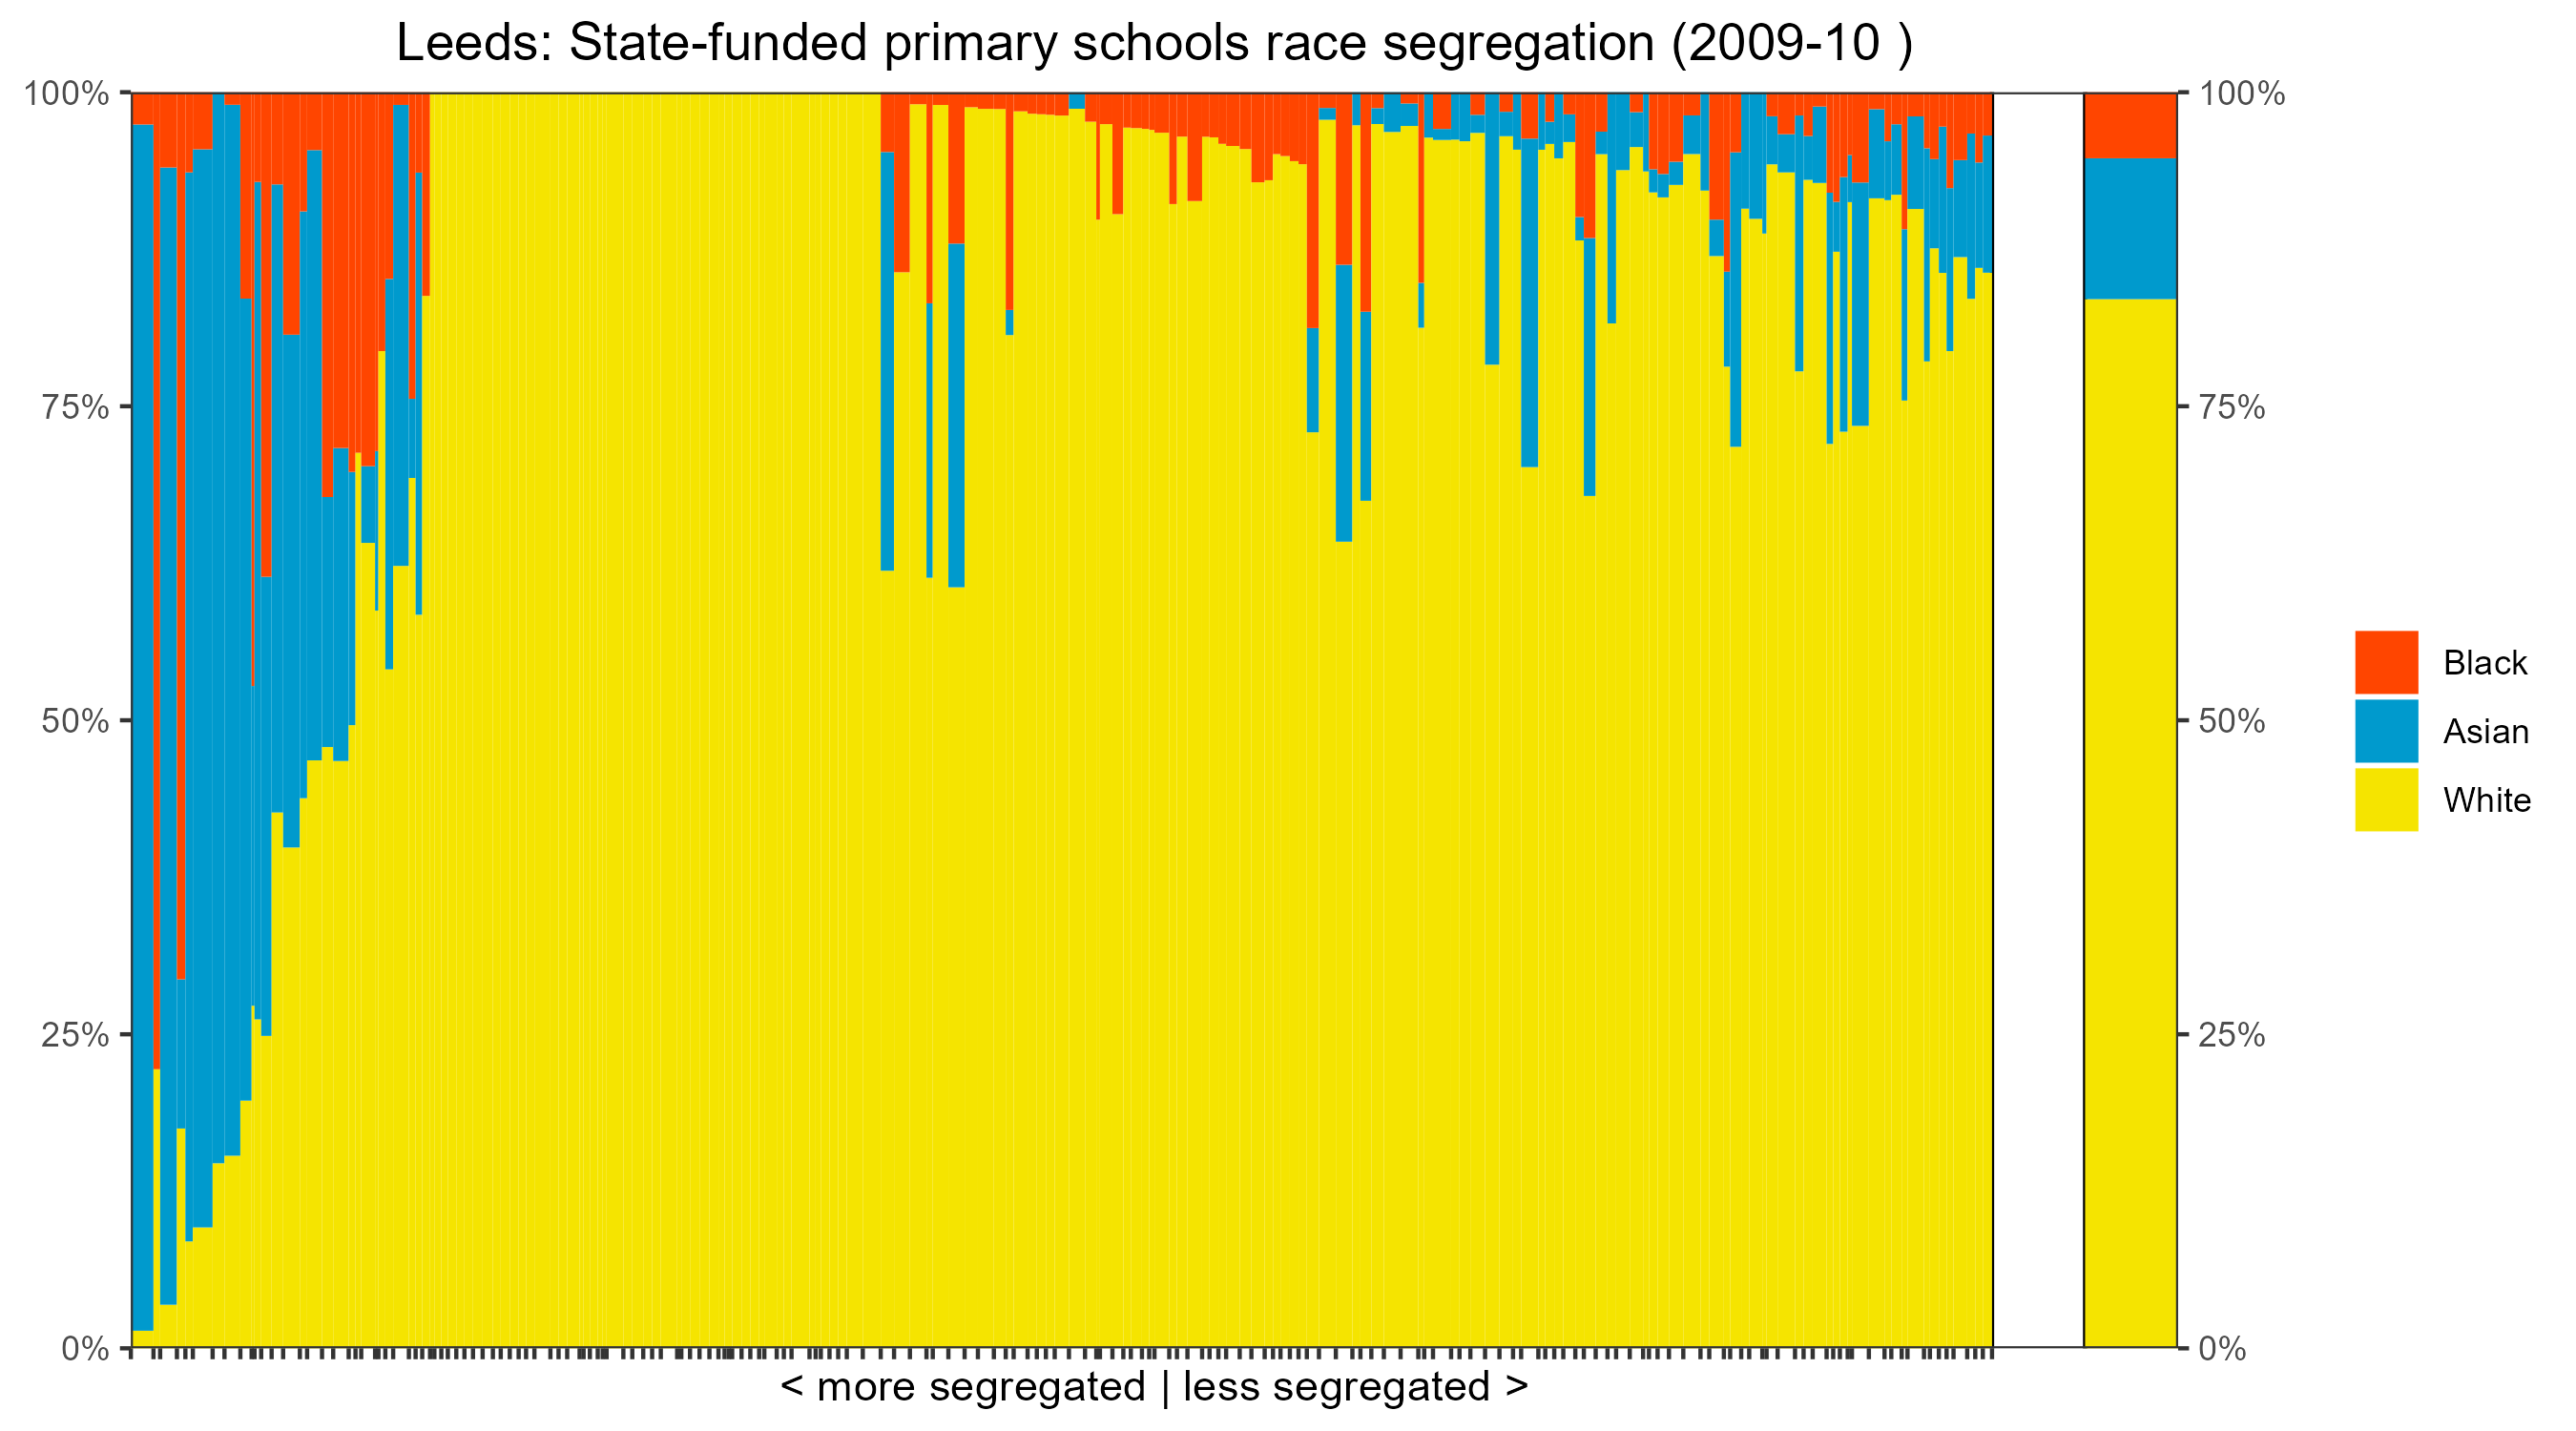 Leeds: State-funded primary schools race segregation (2009-10 )
100%
75%
50%
25%
0%
100%
75%
50%
25%
0%
Black
Asian
White
< more segregated | less segregated >